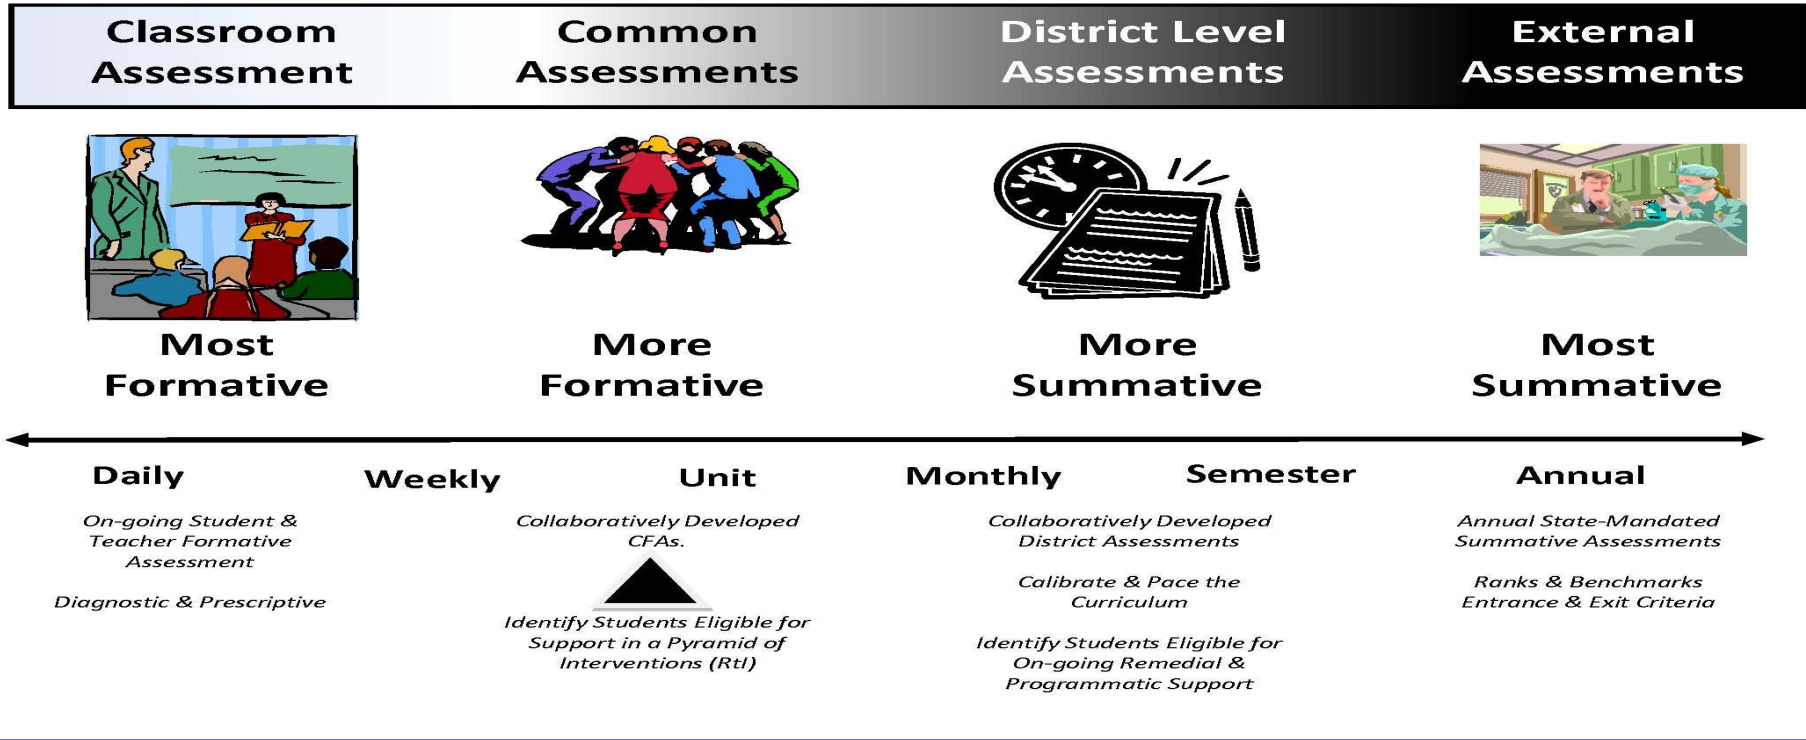 Classroom
Assessment
Common
Assessments
District Level
Assessments
External
Assessments
Most
Formative
More
Formative
More
Summative
Most
Summative
Daily
Weekly
Unit
Monthly
Semester
Annual
On-going Student &
Teacher Formative
Assessment
Diagnostic & Prescriptive
Collaboratively Developed
CFAs.
Identify Students Eligible for
Support in a Pyramid of
Interventions (RtI)
Collaboratively Developed
District Assessments
Calibrate & Pace the
Curriculum
Identify Students Eligible for
On-going Remedial &
Programmatic Support
Annual State-Mandated
Summative Assessments
Ranks & Benchmarks
Entrance & Exit Criteria